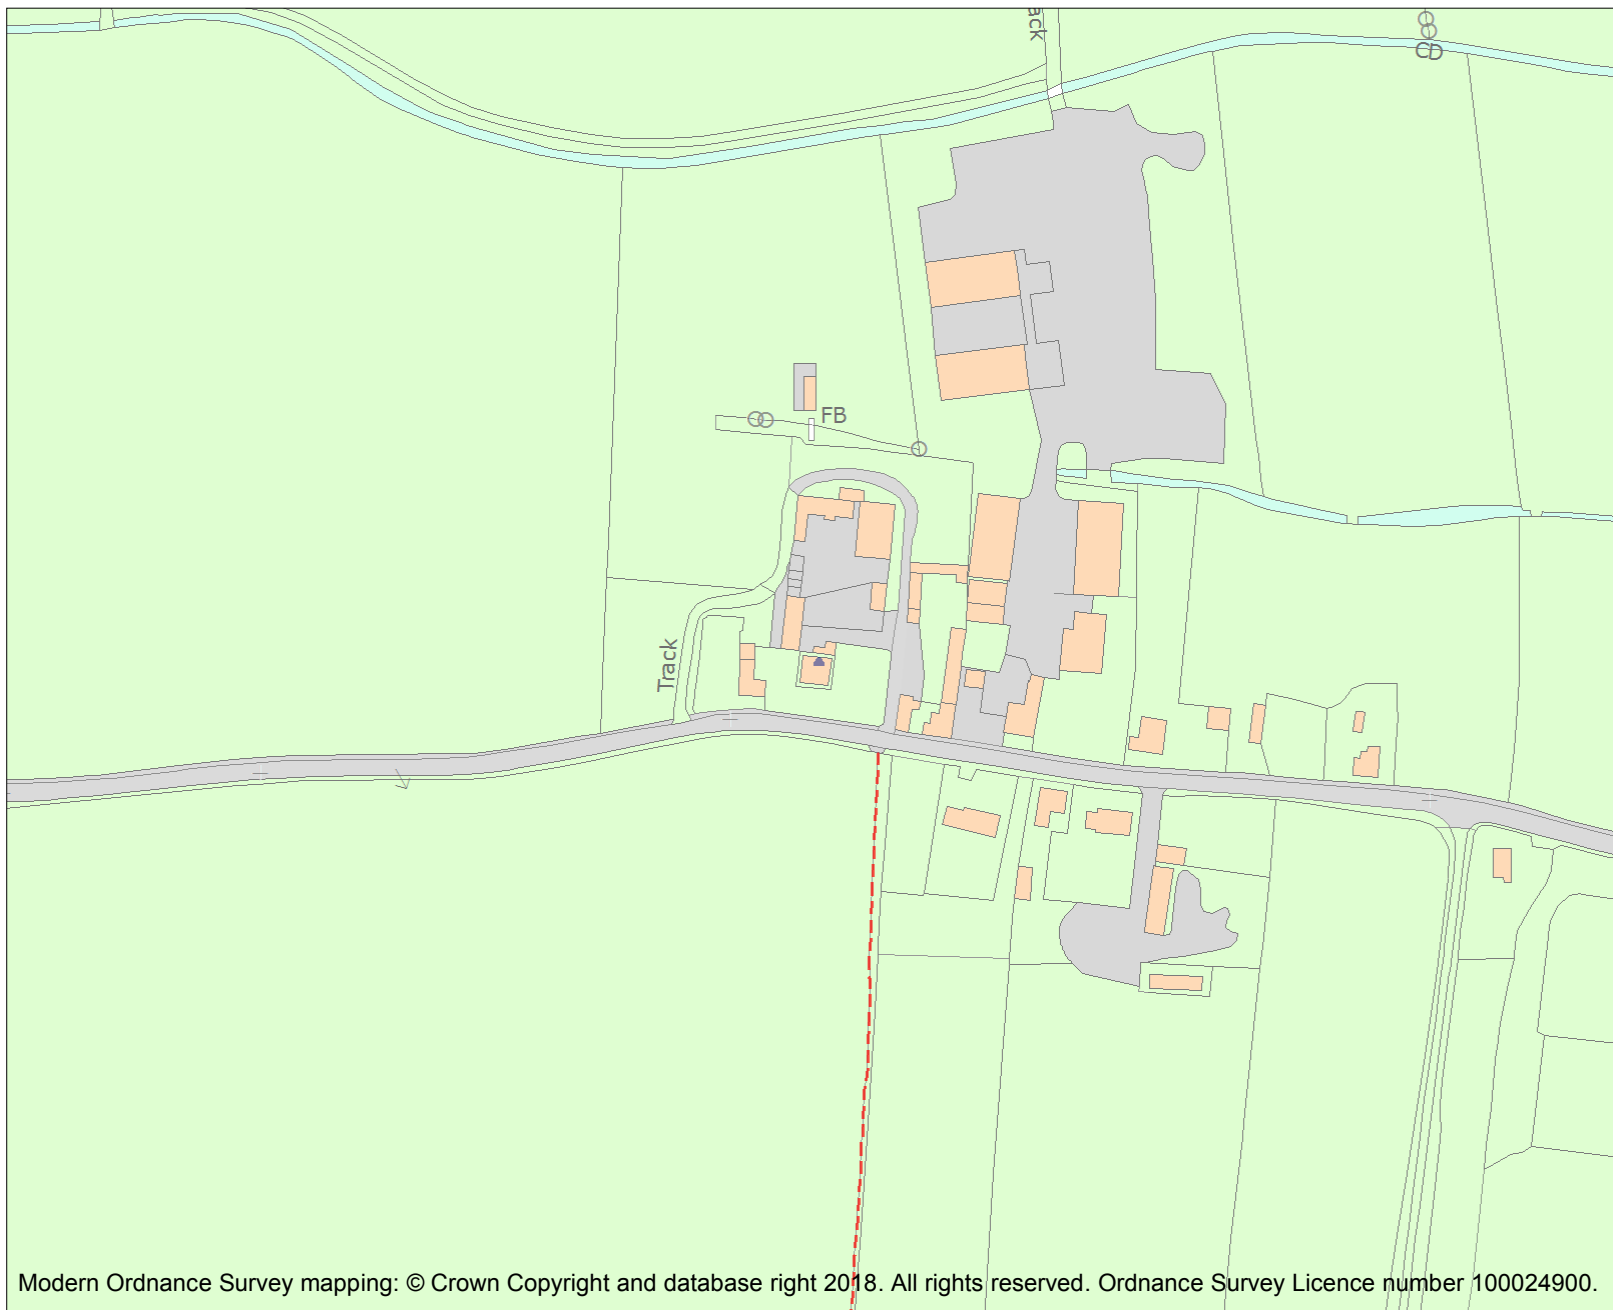 ack
CD
FB
Track
Modern Ordnance Survey mapping: © Crown Copyright and database right 2018. All rights reserved. Ordnance Survey Licence number 100024900.